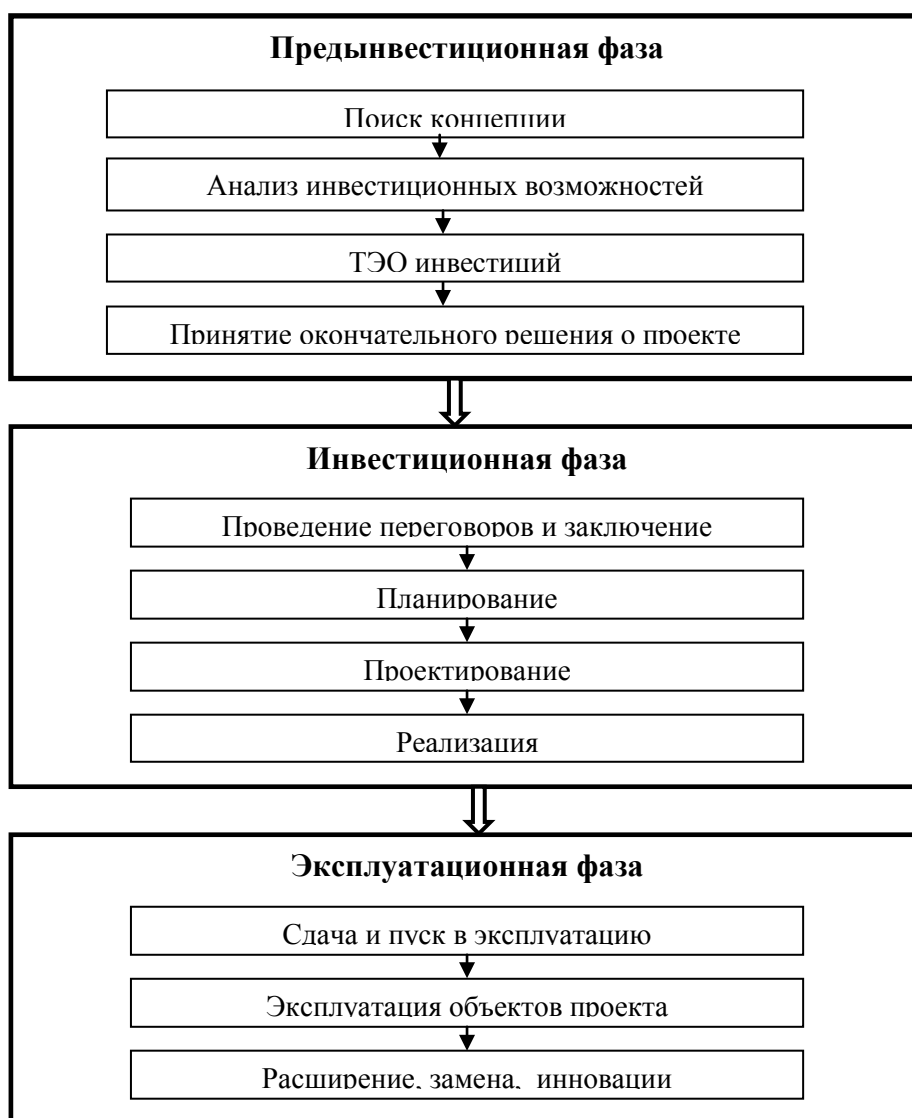 Предынвестиционная фаза
Поиск концепции
Анализ инвестиционных возможностей
ТЭО инвестиций
Принятие окончательного решения о проекте
Инвестиционная фаза
Проведение переговоров и заключение
Планирование
Проектирование
Реализация
Эксплуатационная фаза
Сдача и пуск в эксплуатацию
Эксплуатация объектов проекта
Расширение, замена, инновации